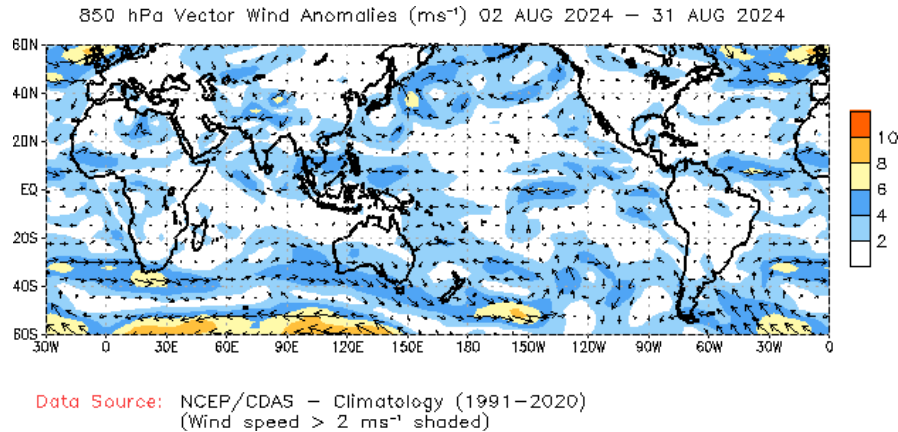 850 hPa Vector Wind Anomalies (ms⁻¹) 02 AUG 2024 – 31 AUG 2024
60N
40N
20N
EQ
20S
40S
60S
30W 0 30E 60E 90E 120E 150E 180 150W 120W 90W 60W 30W 0
10
8
6
4
2
Data Source: NCEP/CDAS – Climatology (1991–2020)
(Wind speed > 2 ms⁻¹ shaded)